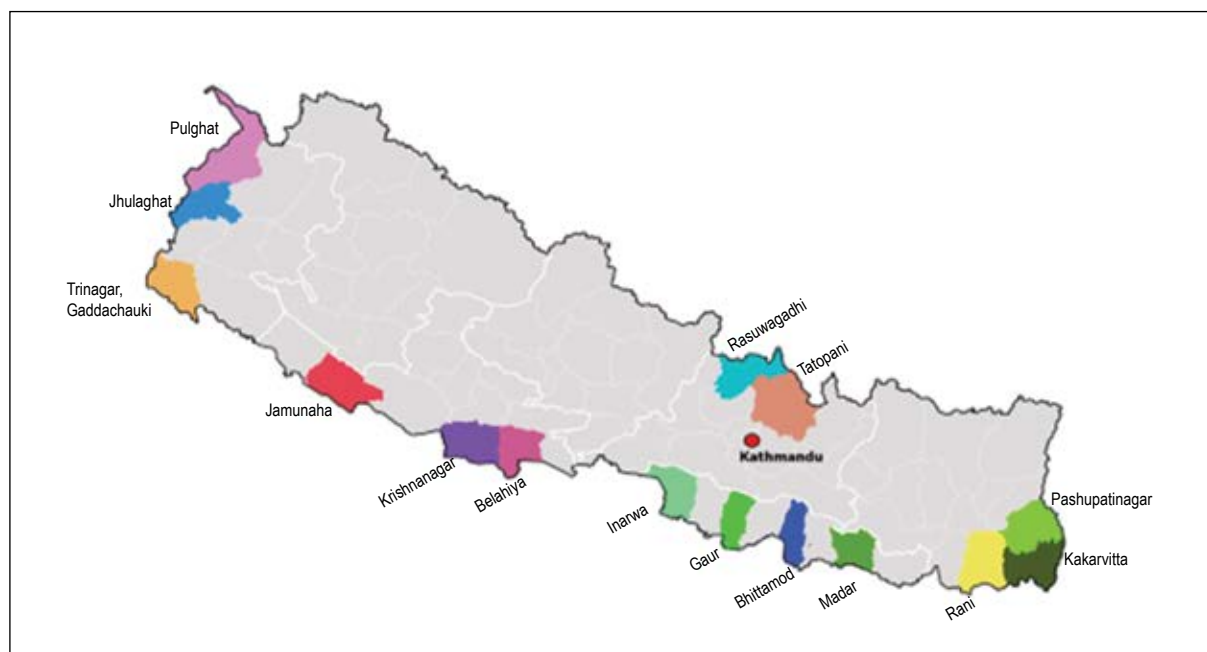 Pulghat
Jhulaghat
Trinagar,
Gaddachauki
Jamunaha
Krishnanagar
Belahiya
Rasuwagadhi
Tatopani
Kathmandu
Inarwa
Gaur
Bhittamod
Madar
Rani
Pashupatinagar
Kakarvitta